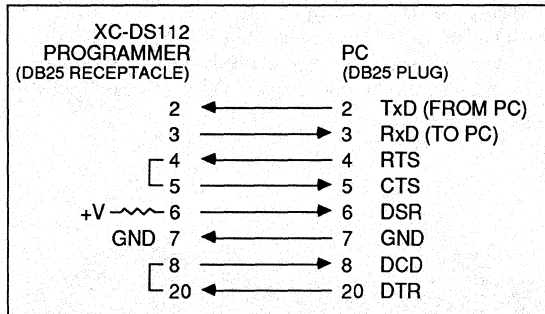 XC-DS112
PROGRAMMER PC
(DB25 RECEPTACLE) (DB25 PLUG)
2 2 TxD (FROM PC)
3 3 RxD (TO PC)
4 4 RTS
5 5 CTS
+V 6 6 DSR
GND 7 7 GND
8 8 DCD
20 20 DTR